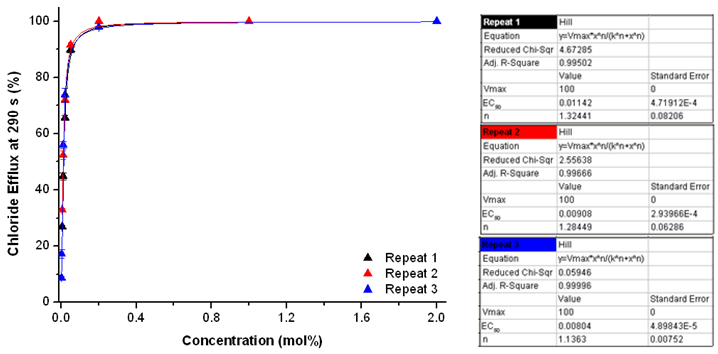 Chloride Efflux at 290 s (%)
100
80
60
40
20
0
0.0 0.4 0.8 1.2 1.6 2.0
Concentration (mol%)
Repeat 1
Repeat 2
Repeat 3
Repeat 1 Hill
Equation y=Vmax*x^n/(k^n+x^n)
Reduced Chi-Sqr 4.67285
Adj. R-Square 0.99502
Value Standard Error
Vmax 100 0
EC50 0.01142 4.71912E-4
n 1.32441 0.08206
Repeat 2 Hill
Equation y=Vmax*x^n/(k^n+x^n)
Reduced Chi-Sqr 2.55638
Adj. R-Square 0.99666
Value Standard Error
Vmax 100 0
EC50 0.00908 2.93966E-4
n 1.28449 0.06286
Repeat 3 Hill
Equation y=Vmax*x^n/(k^n+x^n)
Reduced Chi-Sqr 0.05946
Adj. R-Square 0.99996
Value Standard Error
Vmax 100 0
EC50 0.00804 4.89843E-5
n 1.1363 0.00752